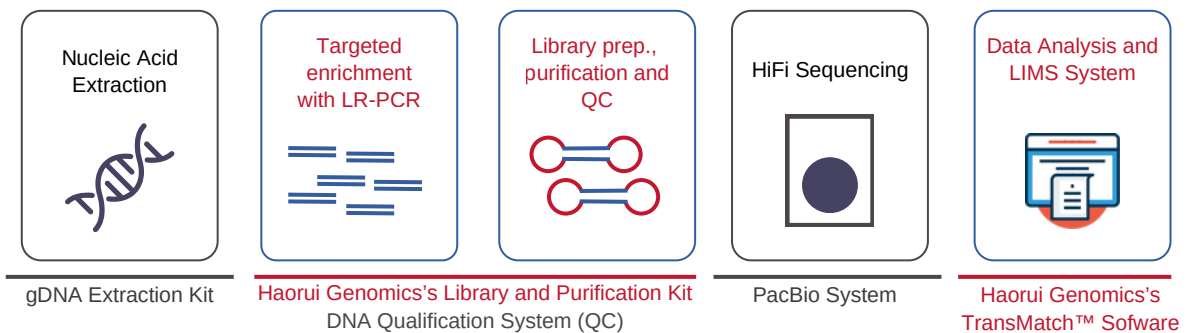 Nucleic Acid
Extraction
Targeted
enrichment
with LR-PCR
Library prep.,
purification and
QC
HiFi Sequencing
Data Analysis and
LIMS System
gDNA Extraction Kit
Haorui Genomics's Library and Purification Kit
DNA Qualification System (QC)
PacBio System
Haorui Genomics's
TransMatch™ Sofware